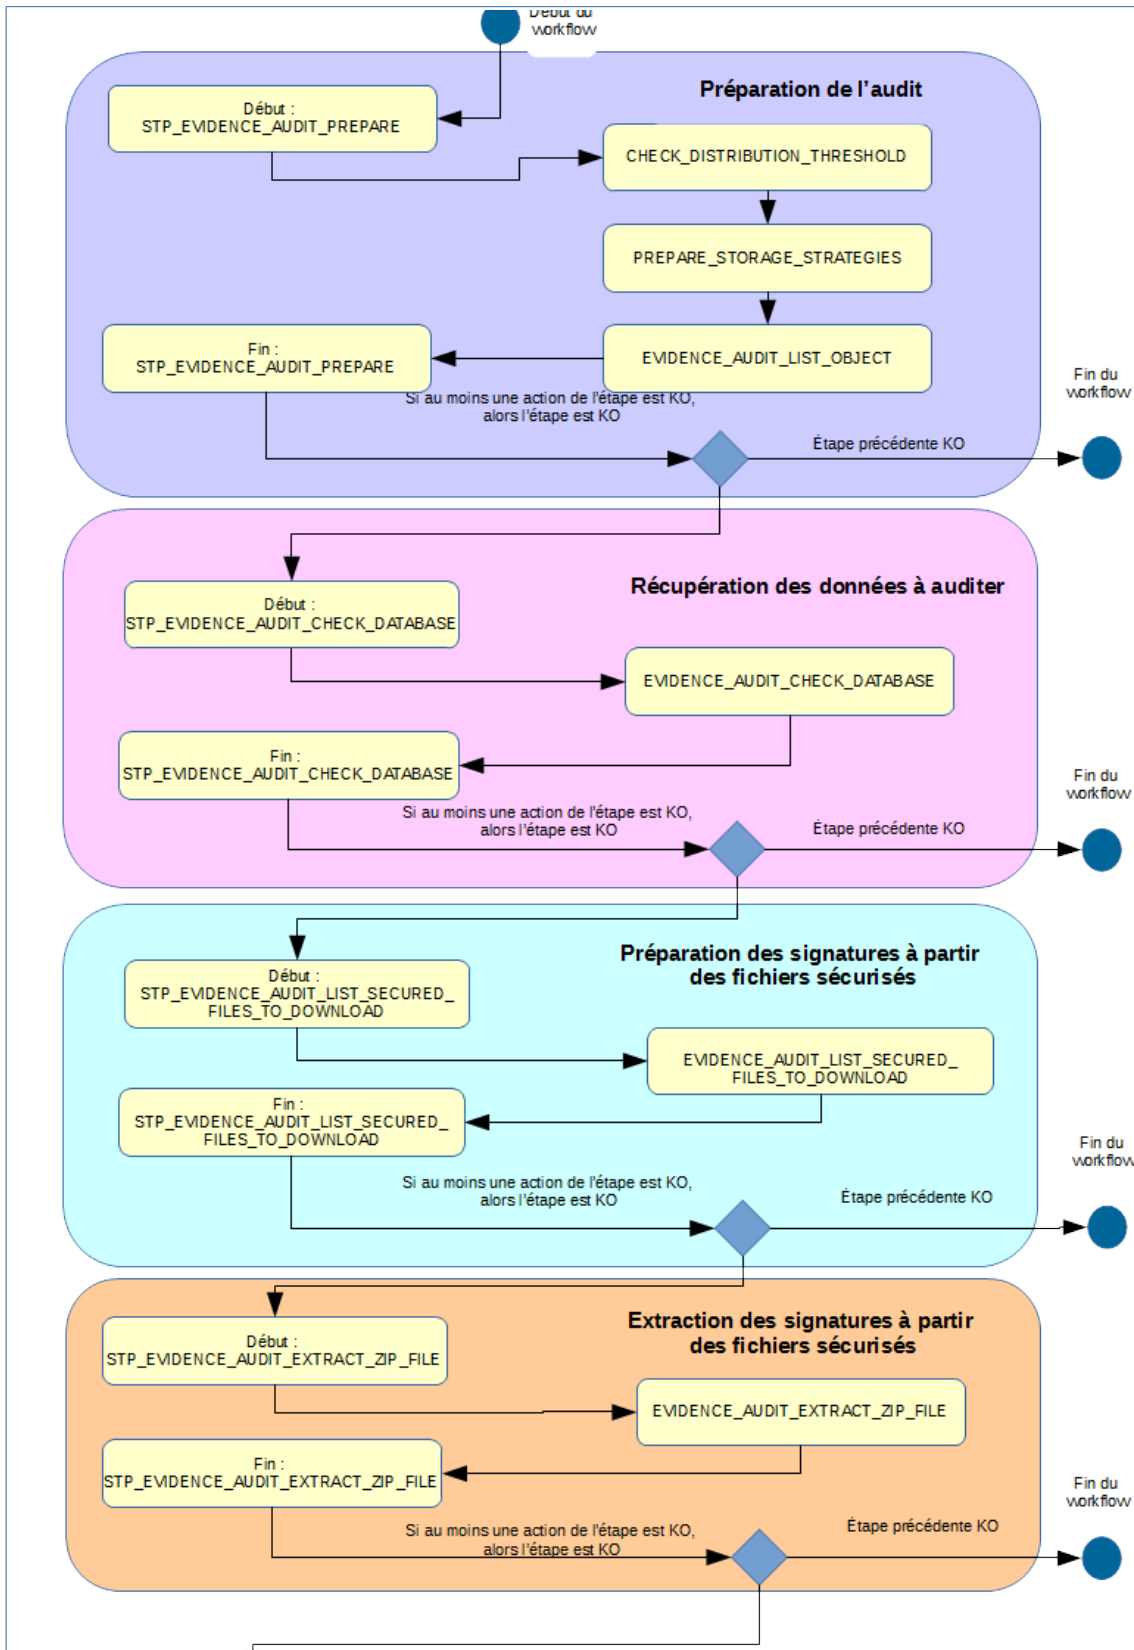 Début du
workflow
Préparation de l’audit
Début :
STP_EVIDENCE_AUDIT_PREPARE
CHECK_DISTRIBUTION_THRESHOLD
PREPARE_STORAGE_STRATEGIES
Fin :
STP_EVIDENCE_AUDIT_PREPARE
EVIDENCE_AUDIT_LIST_OBJECT
Si au moins une action de l'étape est KO,
alors l'étape est KO
Étape précédente KO
Fin du
workflow
Récupération des données à auditer
Début :
STP_EVIDENCE_AUDIT_CHECK_DATABASE
EVIDENCE_AUDIT_CHECK_DATABASE
Fin :
STP_EVIDENCE_AUDIT_CHECK_DATABASE
Si au moins une action de l'étape est KO,
alors l'étape est KO
Étape précédente KO
Fin du
workflow
Préparation des signatures à partir
des fichiers sécurisés
Début :
STP_EVIDENCE_AUDIT_LIST_SECURED_
FILES_TO_DOWNLOAD
EVIDENCE_AUDIT_LIST_SECURED_
FILES_TO_DOWNLOAD
Fin :
STP_EVIDENCE_AUDIT_LIST_SECURED_
FILES_TO_DOWNLOAD
Si au moins une action de l'étape est KO,
alors l'étape est KO
Étape précédente KO
Fin du
workflow
Extraction des signatures à partir
des fichiers sécurisés
Début :
STP_EVIDENCE_AUDIT_EXTRACT_ZIP_FILE
EVIDENCE_AUDIT_EXTRACT_ZIP_FILE
Fin :
STP_EVIDENCE_AUDIT_EXTRACT_ZIP_FILE
Si au moins une action de l'étape est KO,
alors l'étape est KO
Étape précédente KO
Fin du
workflow